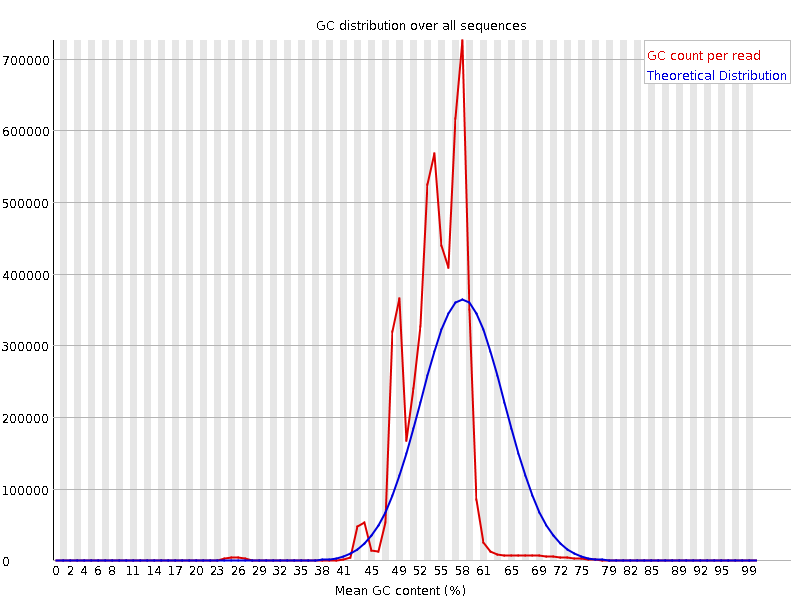 GC distribution over all sequences
GC count per read
Theoretical Distribution
700000
600000
500000
400000
300000
200000
100000
0
0 2 4 6 8 11 14 17 20 23 26 29 32 35 38 41 45 49 52 55 58 61 65 69 72 75 79 82 85 89 92 95 99
Mean GC content (%)